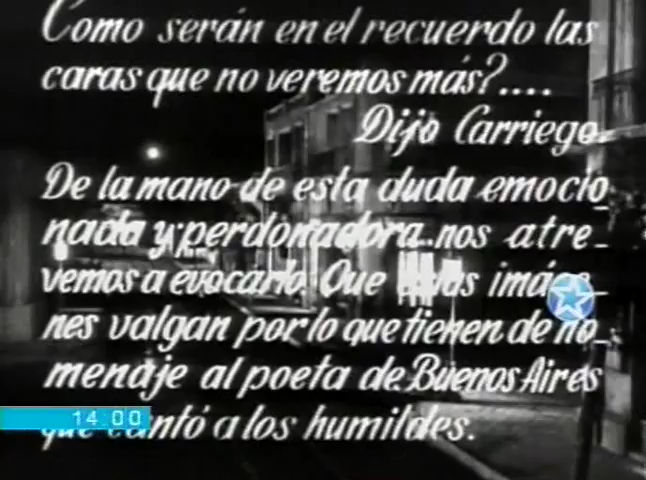 Como serán en el recuerdo las
caras que no veremos más?....
Dijo Carriego.
De la mano de esta duda emocio
nada y perdonadora..nos atre-
vemos a evocarlo Que imá
nes valgan por lo que tienen de ho-
menaje al poeta de Buenos Aires
que cantó a los humildes.
14:00